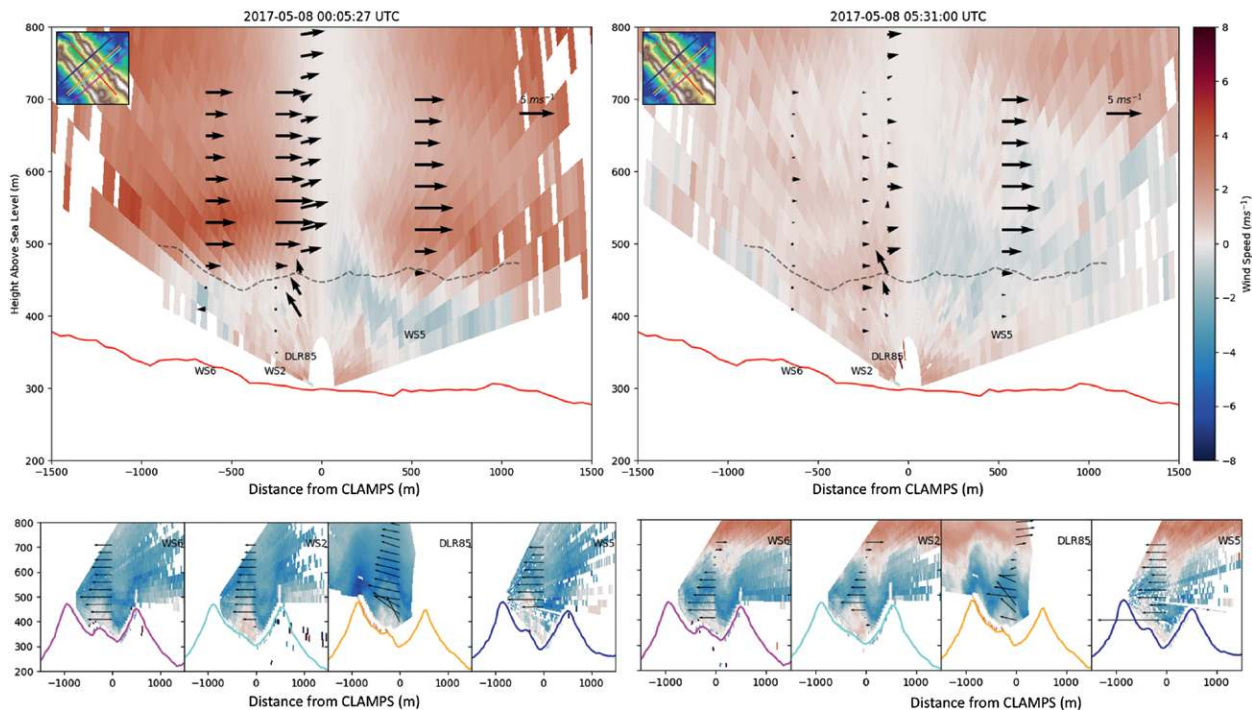 2017-05-08 00:05:27 UTC
2017-05-08 05:31:00 UTC
800
700
600
500
400
300
200
Height Above Sea Level (m)
5 ms⁻¹
WS6
WS2
DLR85
WS5
−1500 −1000 −500 0 500 1000 1500
Distance from CLAMPS (m)
5 ms⁻¹
WS6
WS2
DLR85
WS5
−1500 −1000 −500 0 500 1000 1500
Distance from CLAMPS (m)
8
6
4
2
0
−2
−4
−6
−8
Wind Speed (ms⁻¹)
800
700
600
500
400
300
200
WS6
WS2
DLR85
WS5
−1000 0 1000
−1000 0 1000
−1000 0 1000
−1000 0 1000
Distance from CLAMPS (m)
WS6
WS2
DLR85
WS5
−1000 0 1000
−1000 0 1000
−1000 0 1000
−1000 0 1000
Distance from CLAMPS (m)